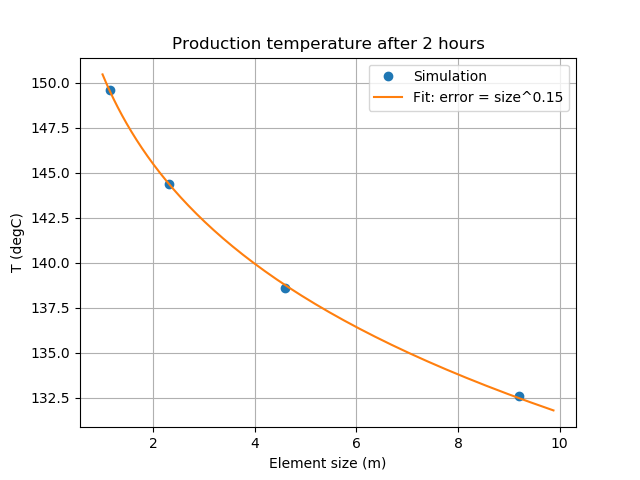 Production temperature after 2 hours
Simulation
Fit: error = size^0.15
T (degC)
150.0
147.5
145.0
142.5
140.0
137.5
135.0
132.5
2 4 6 8 10
Element size (m)